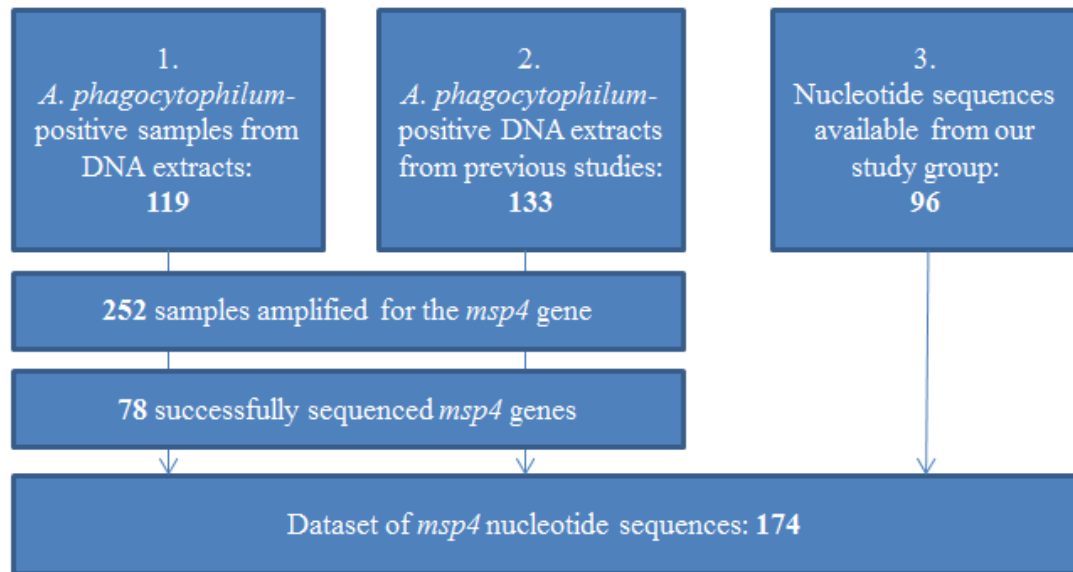 1.
A. phagocytophilum-
positive samples from
DNA extracts:
119
2.
A. phagocytophilum-
positive DNA extracts
from previous studies:
133
3.
Nucleotide sequences
available from our
study group:
96
252 samples amplified for the msp4 gene
78 successfully sequenced msp4 genes
Dataset of msp4 nucleotide sequences: 174